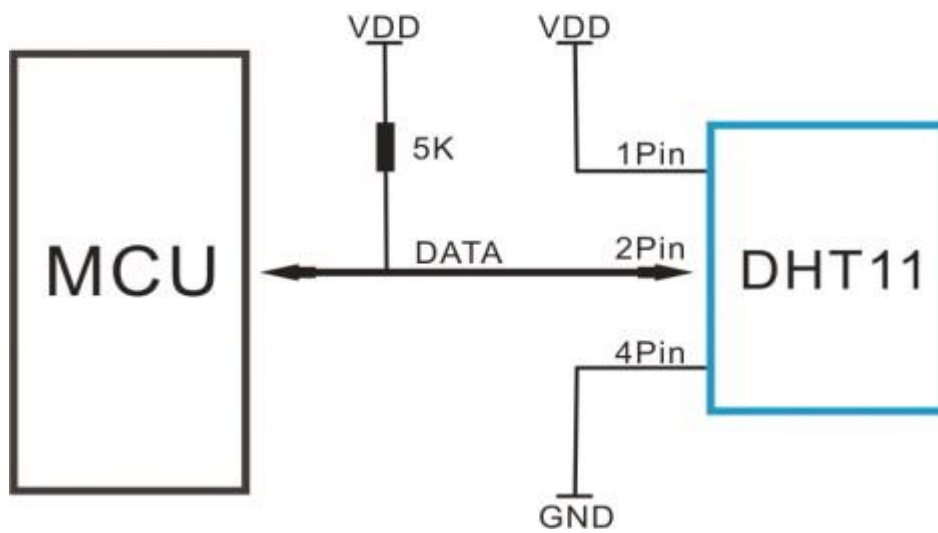 VDD
VDD
5K
1Pin
MCU
DATA
2Pin
DHT11
4Pin
GND